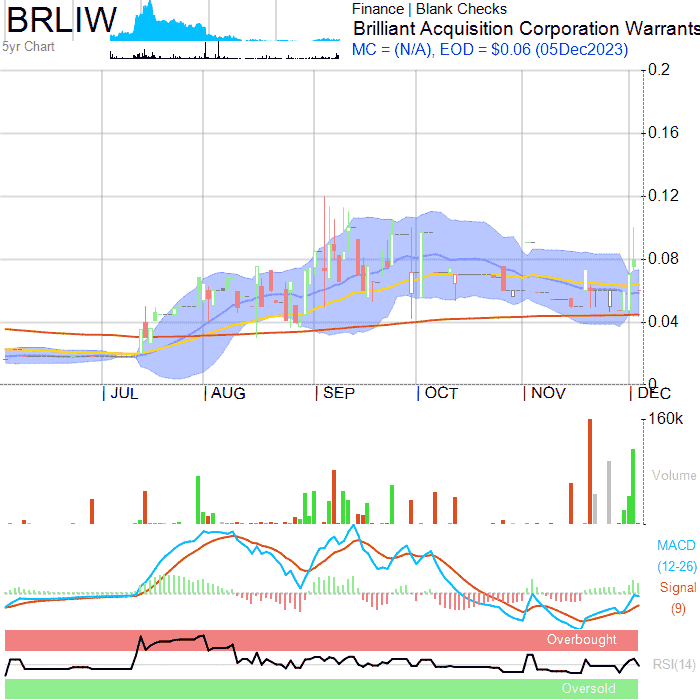 BRLIW
5yr Chart
Finance | Blank Checks
Brilliant Acquisition Corporation Warrants
MC = (N/A), EOD = $0.06 (05Dec2023)
0.2
0.16
0.12
0.08
0.04
0
JUL AUG SEP OCT NOV DEC
160k
Volume
MACD
(12-26)
Signal
(9)
Overbought
RSI(14)
Oversold